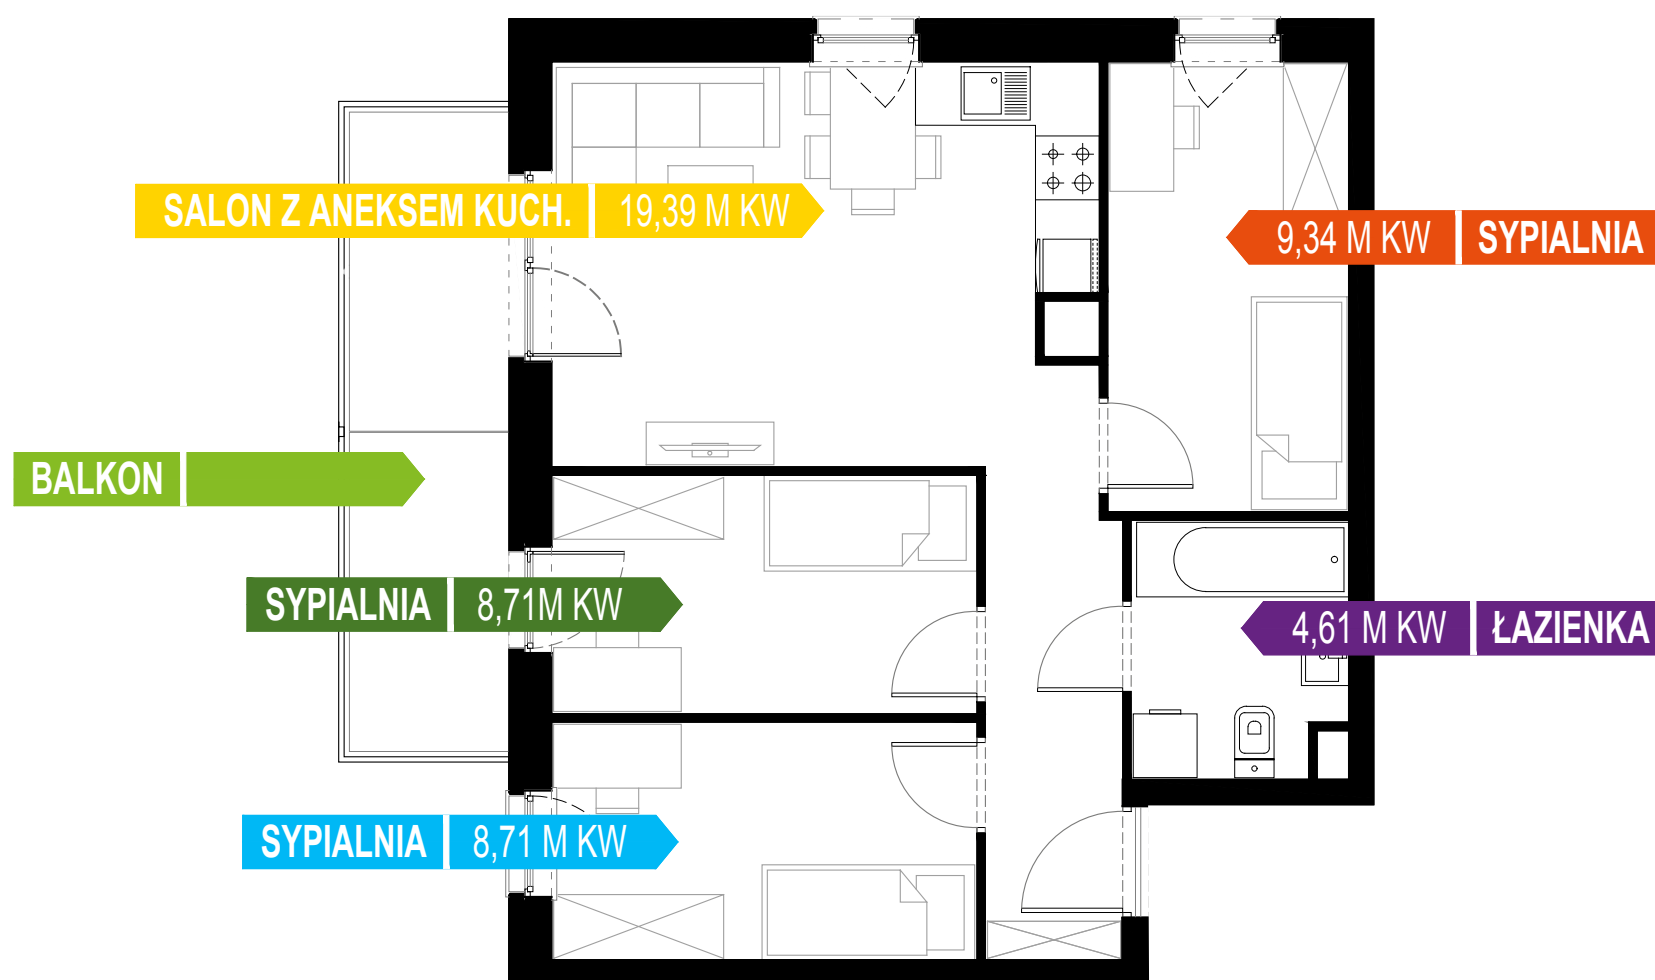 SALON Z ANEKSEM KUCH. 19,39 M KW
9,34 M KW SYPIALNIA
BALKON
SYPIALNIA 8,71M KW
4,61 M KW ŁAZIENKA
SYPIALNIA 8,71 M KW